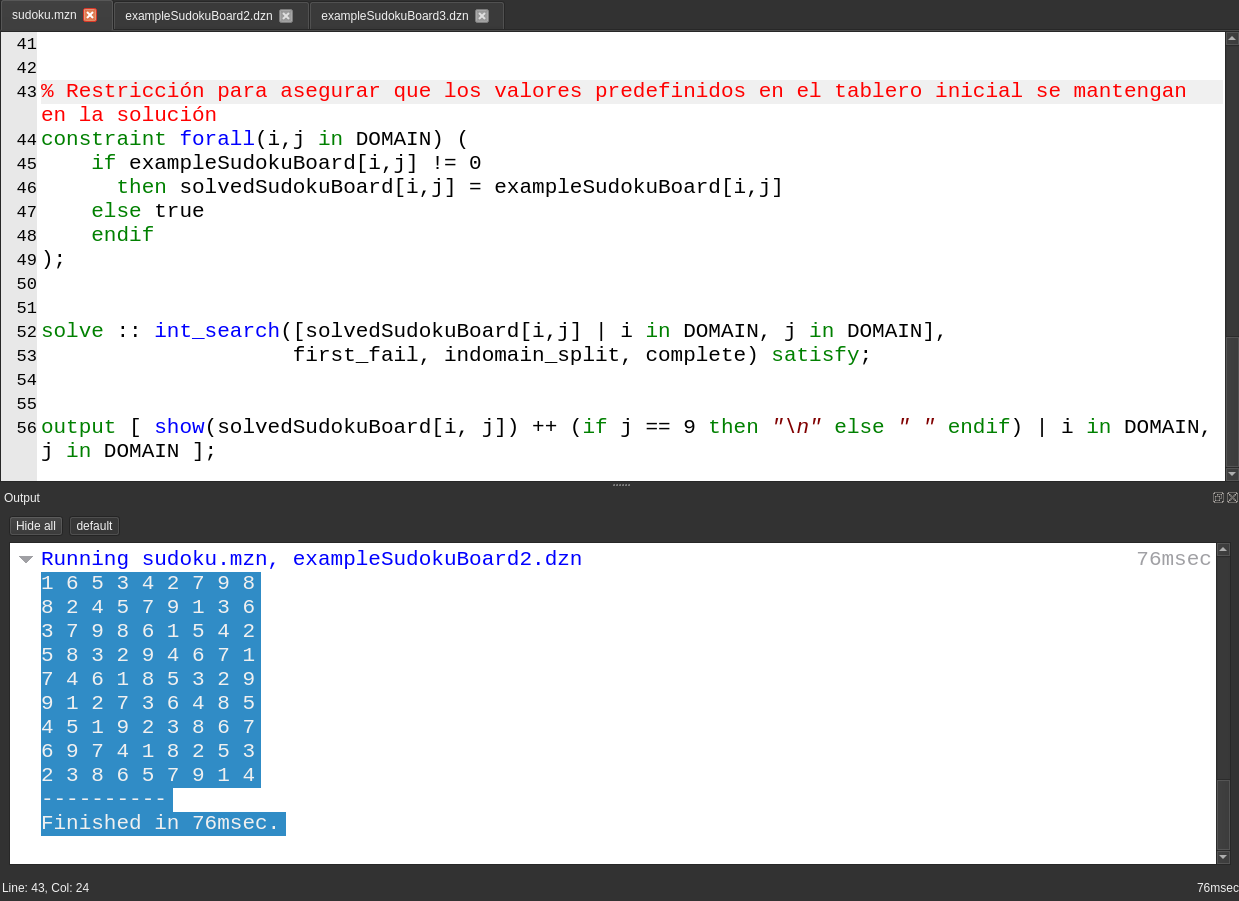 sudoku.mzn exampleSudokuBoard2.dzn exampleSudokuBoard3.dzn
41
42
43 % Restricción para asegurar que los valores predefinidos en el tablero inicial se mantengan
en la solución
44 constraint forall(i,j in DOMAIN) (
45     if exampleSudokuBoard[i,j] != 0
46       then solvedSudokuBoard[i,j] = exampleSudokuBoard[i,j]
47     else true
48     endif
49 );
50
51
52 solve :: int_search([solvedSudokuBoard[i,j] | i in DOMAIN, j in DOMAIN],
53                     first_fail, indomain_split, complete) satisfy;
54
55
56 output [ show(solvedSudokuBoard[i, j]) ++ (if j == 9 then "\n" else " " endif) | i in DOMAIN,
j in DOMAIN ];
Output
Hide all default
Running sudoku.mzn, exampleSudokuBoard2.dzn 76msec
1 6 5 3 4 2 7 9 8
8 2 4 5 7 9 1 3 6
3 7 9 8 6 1 5 4 2
5 8 3 2 9 4 6 7 1
7 4 6 1 8 5 3 2 9
9 1 2 7 3 6 4 8 5
4 5 1 9 2 3 8 6 7
6 9 7 4 1 8 2 5 3
2 3 8 6 5 7 9 1 4
----------
Finished in 76msec.
Line: 43, Col: 24 76msec